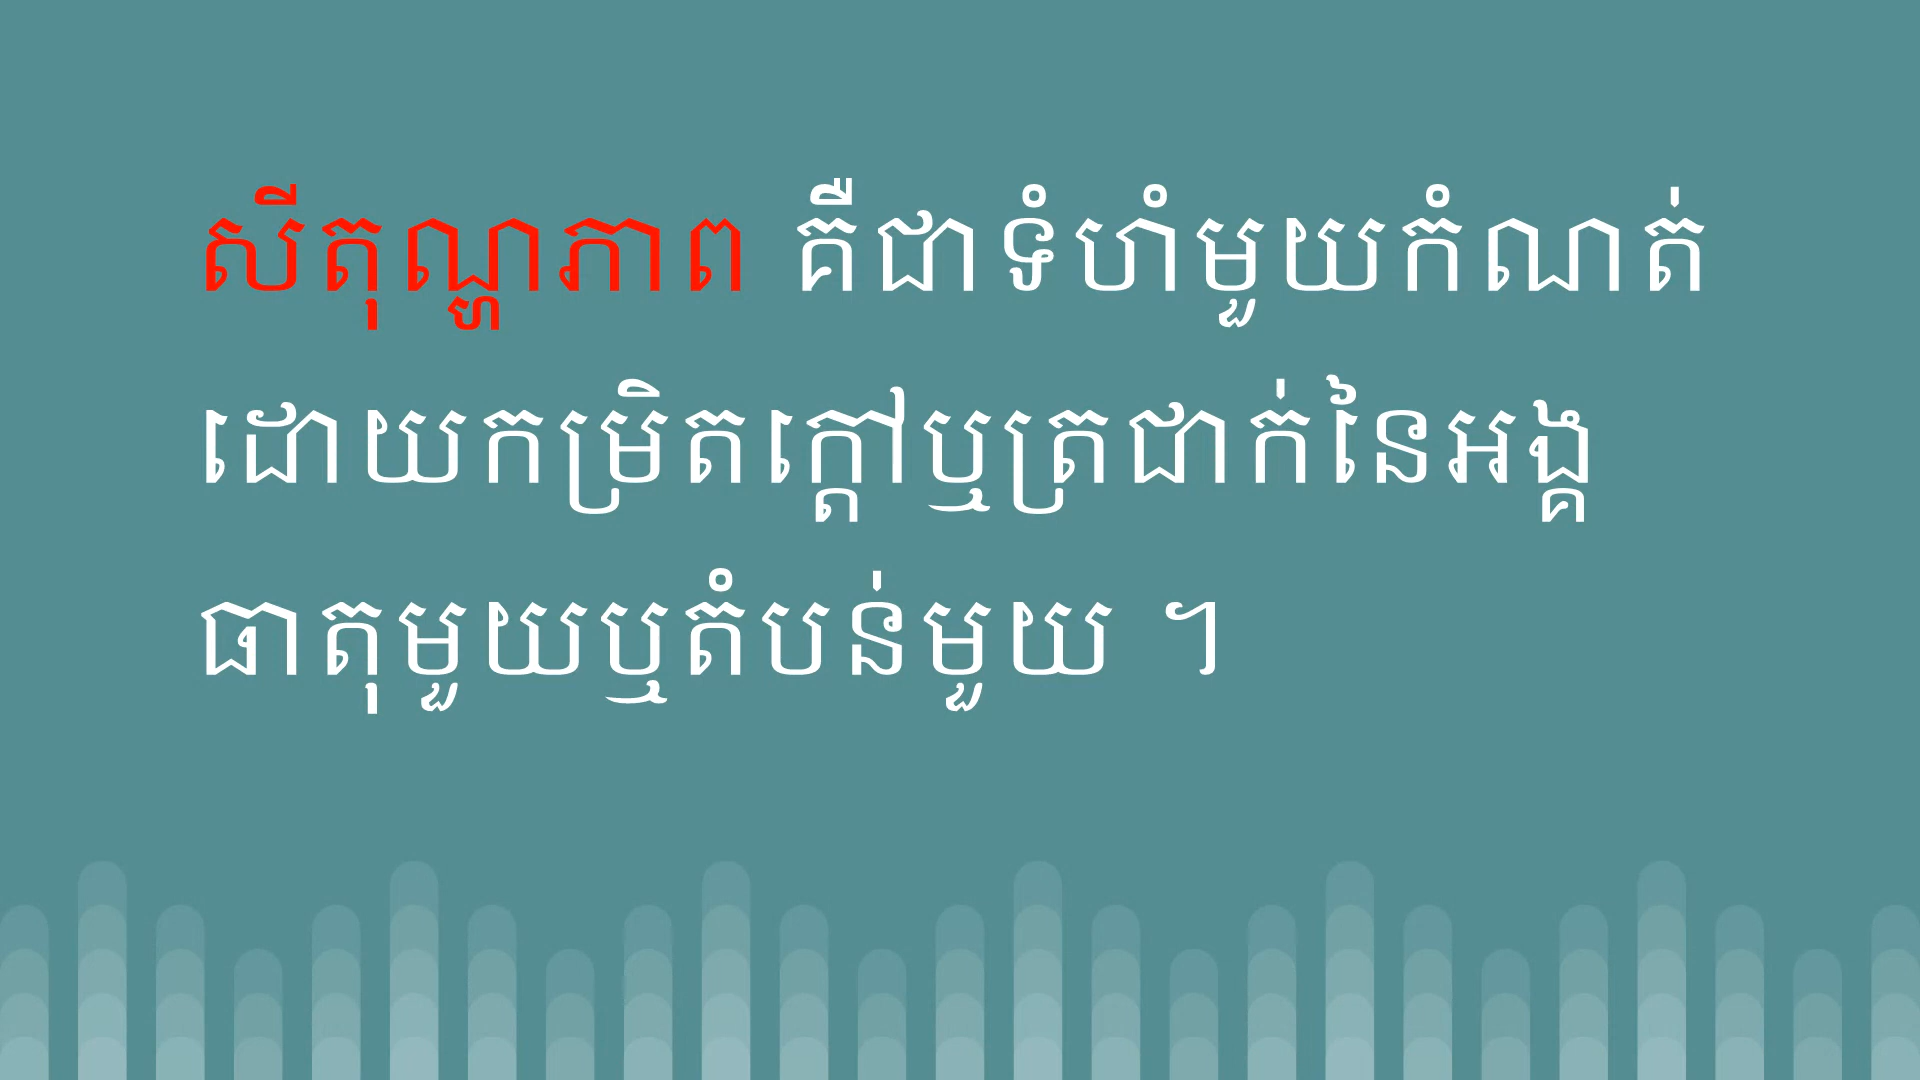 សីតុណ្ហភាព គឺជាទំហំមួយកំណត់
ដោយកម្រិតក្ដៅឬត្រជាក់នៃអង្គ
ធាតុមួយឬតំបន់មួយ ។